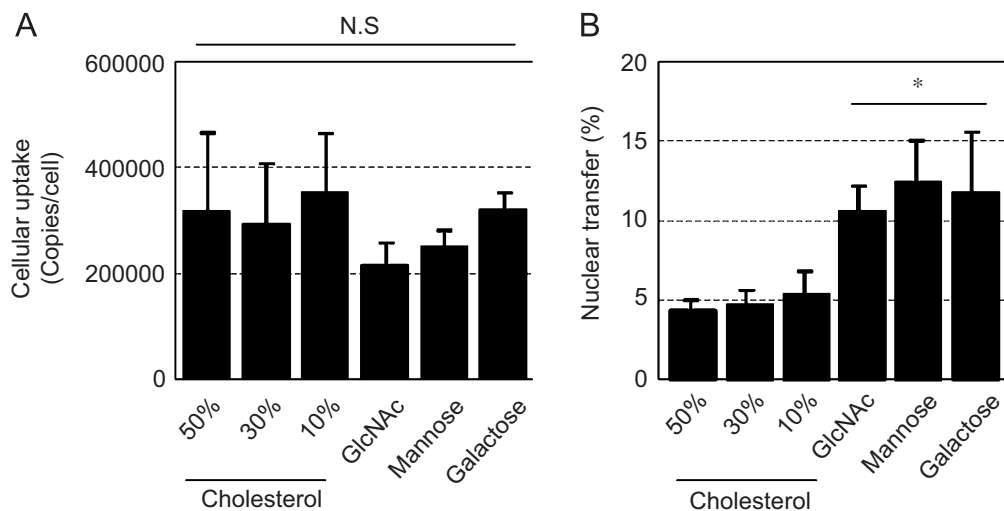 A
N.S
Cellular uptake
(Copies/cell)
600000
400000
200000
0
50%
30%
10%
GlcNAc
Mannose
Galactose
Cholesterol
B
*
Nuclear transfer (%)
20
15
10
5
0
50%
30%
10%
GlcNAc
Mannose
Galactose
Cholesterol